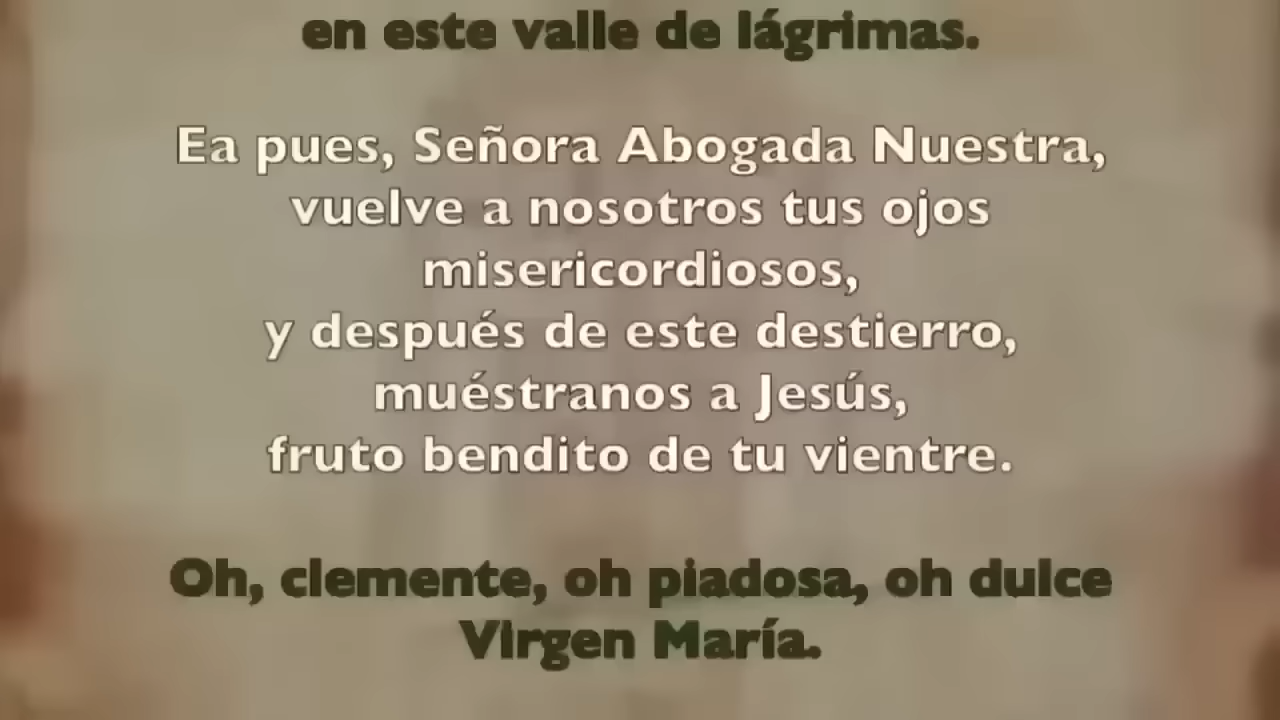 en este valle de lágrimas.
Ea pues, Señora Abogada Nuestra,
vuelve a nosotros tus ojos
misericordiosos,
y después de este destierro,
muéstranos a Jesús,
fruto bendito de tu vientre.
Oh, clemente, oh piadosa, oh dulce
Virgen María.